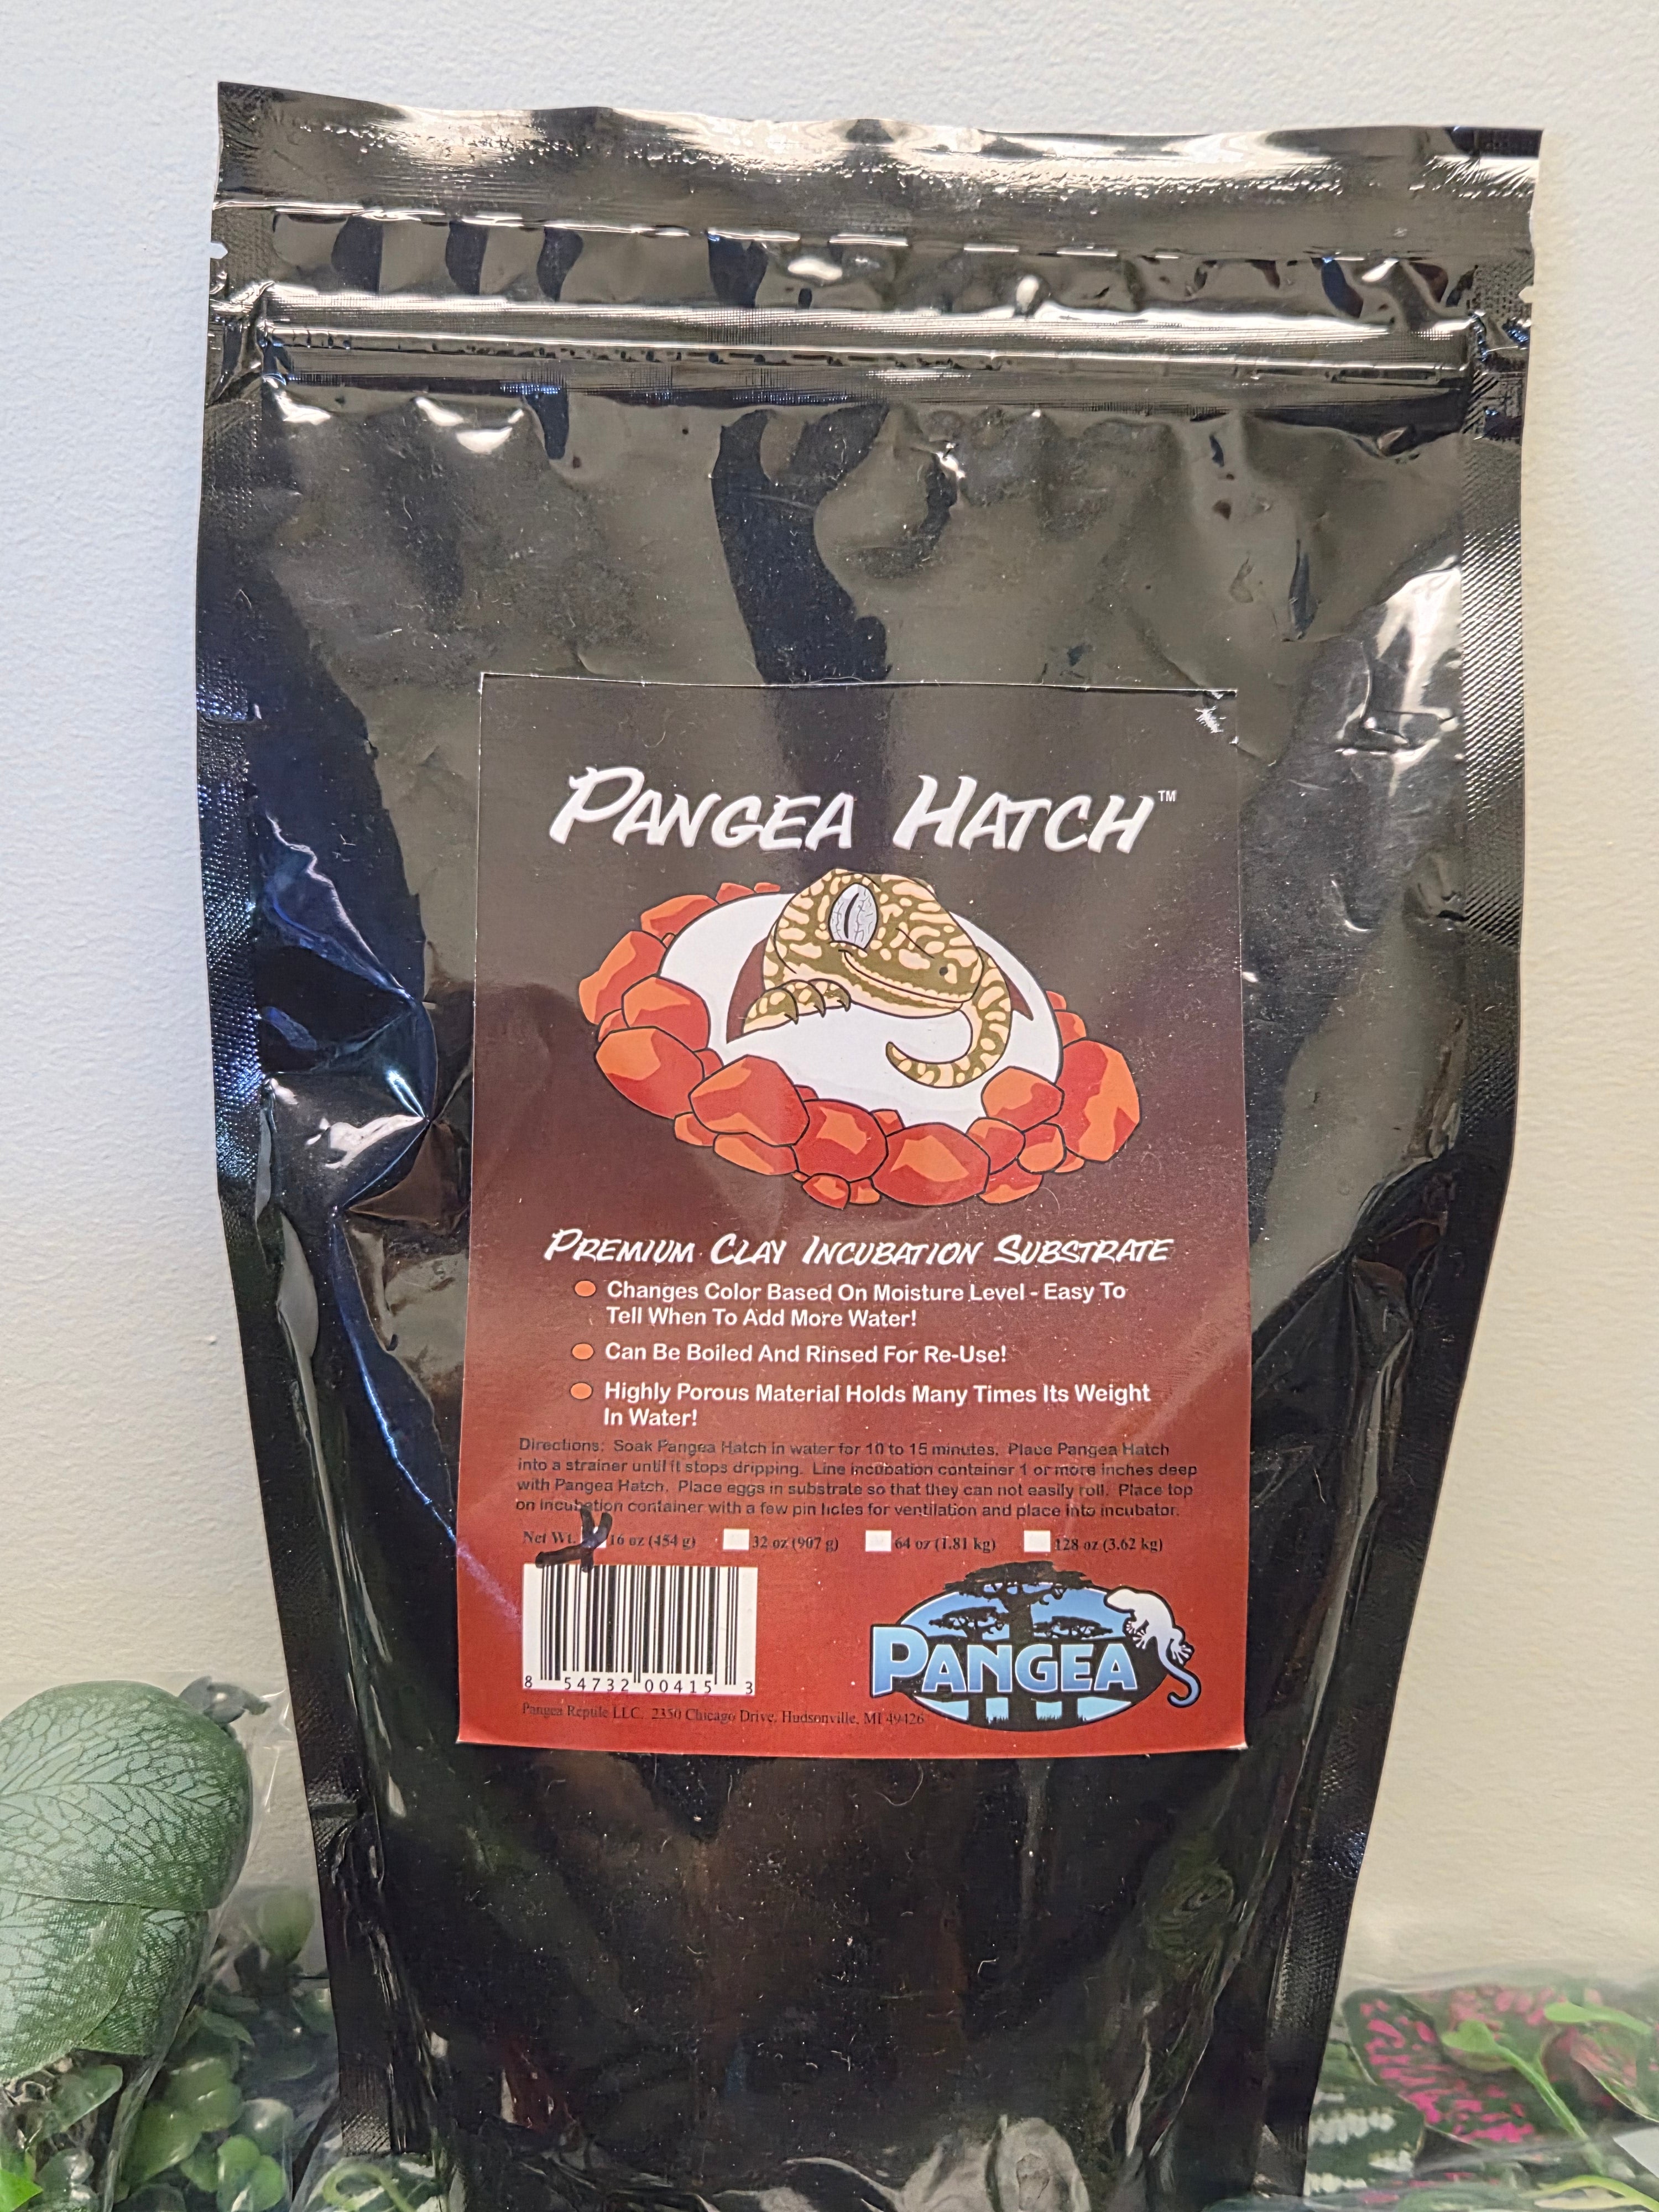 PANGEA HATCH™
PREMIUM CLAY INCUBATION SUBSTRATE
Changes Color Based On Moisture Level - Easy To
Tell When To Add More Water!
Can Be Boiled And Rinsed For Re-Use!
Highly Porous Material Holds Many Times Its Weight
In Water!
Directions: Soak Pangea Hatch in water for 10 to 15 minutes. Place Pangea Hatch
into a strainer until it stops dripping. Line incubation container 1 or more inches deep
with Pangea Hatch. Place eggs in substrate so that they can not easily roll. Place top
on incubation container with a few pin holes for ventilation and place into incubator.
Net Wt. X 16 oz (454 g) 32 oz (907 g) 64 oz (1.81 kg) 128 oz (3.62 kg)
8 54732 00415 3
PANGEA
Pangea Reptile LLC. 2350 Chicago Drive, Hudsonville, MI 49426